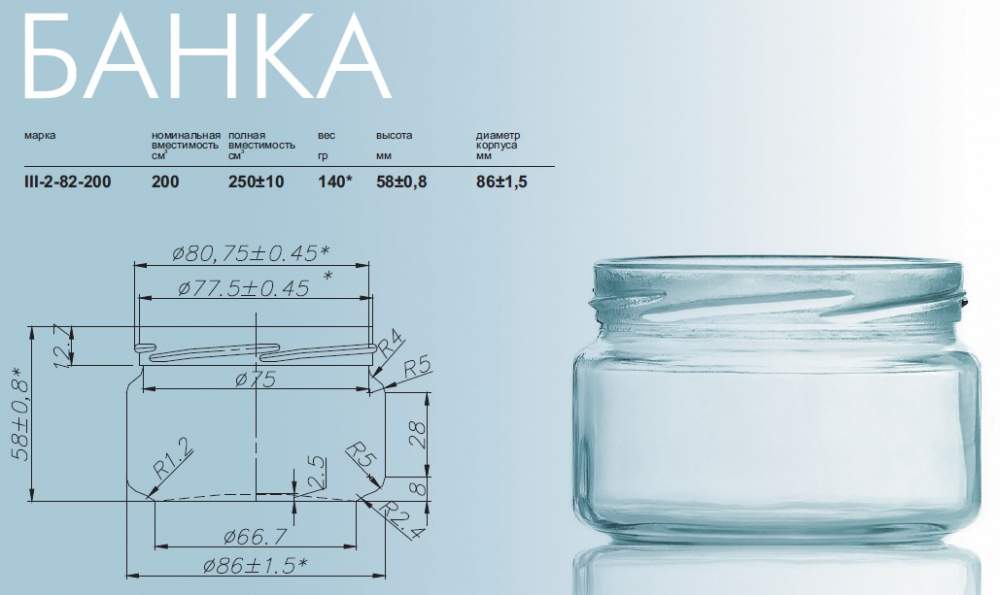 БАНКА
марка номинальная вместимость см³ полная вместимость см³ вес гр высота мм диаметр корпуса мм
III-2-82-200 200 250±10 140* 58±0,8 86±1,5
ø80,75±0.45*
ø77.5±0.45 *
12.7
R4
R5
ø75
58±0,8*
28
R1.2
2.5
R5
8
R2.4
ø66.7
ø86±1.5*